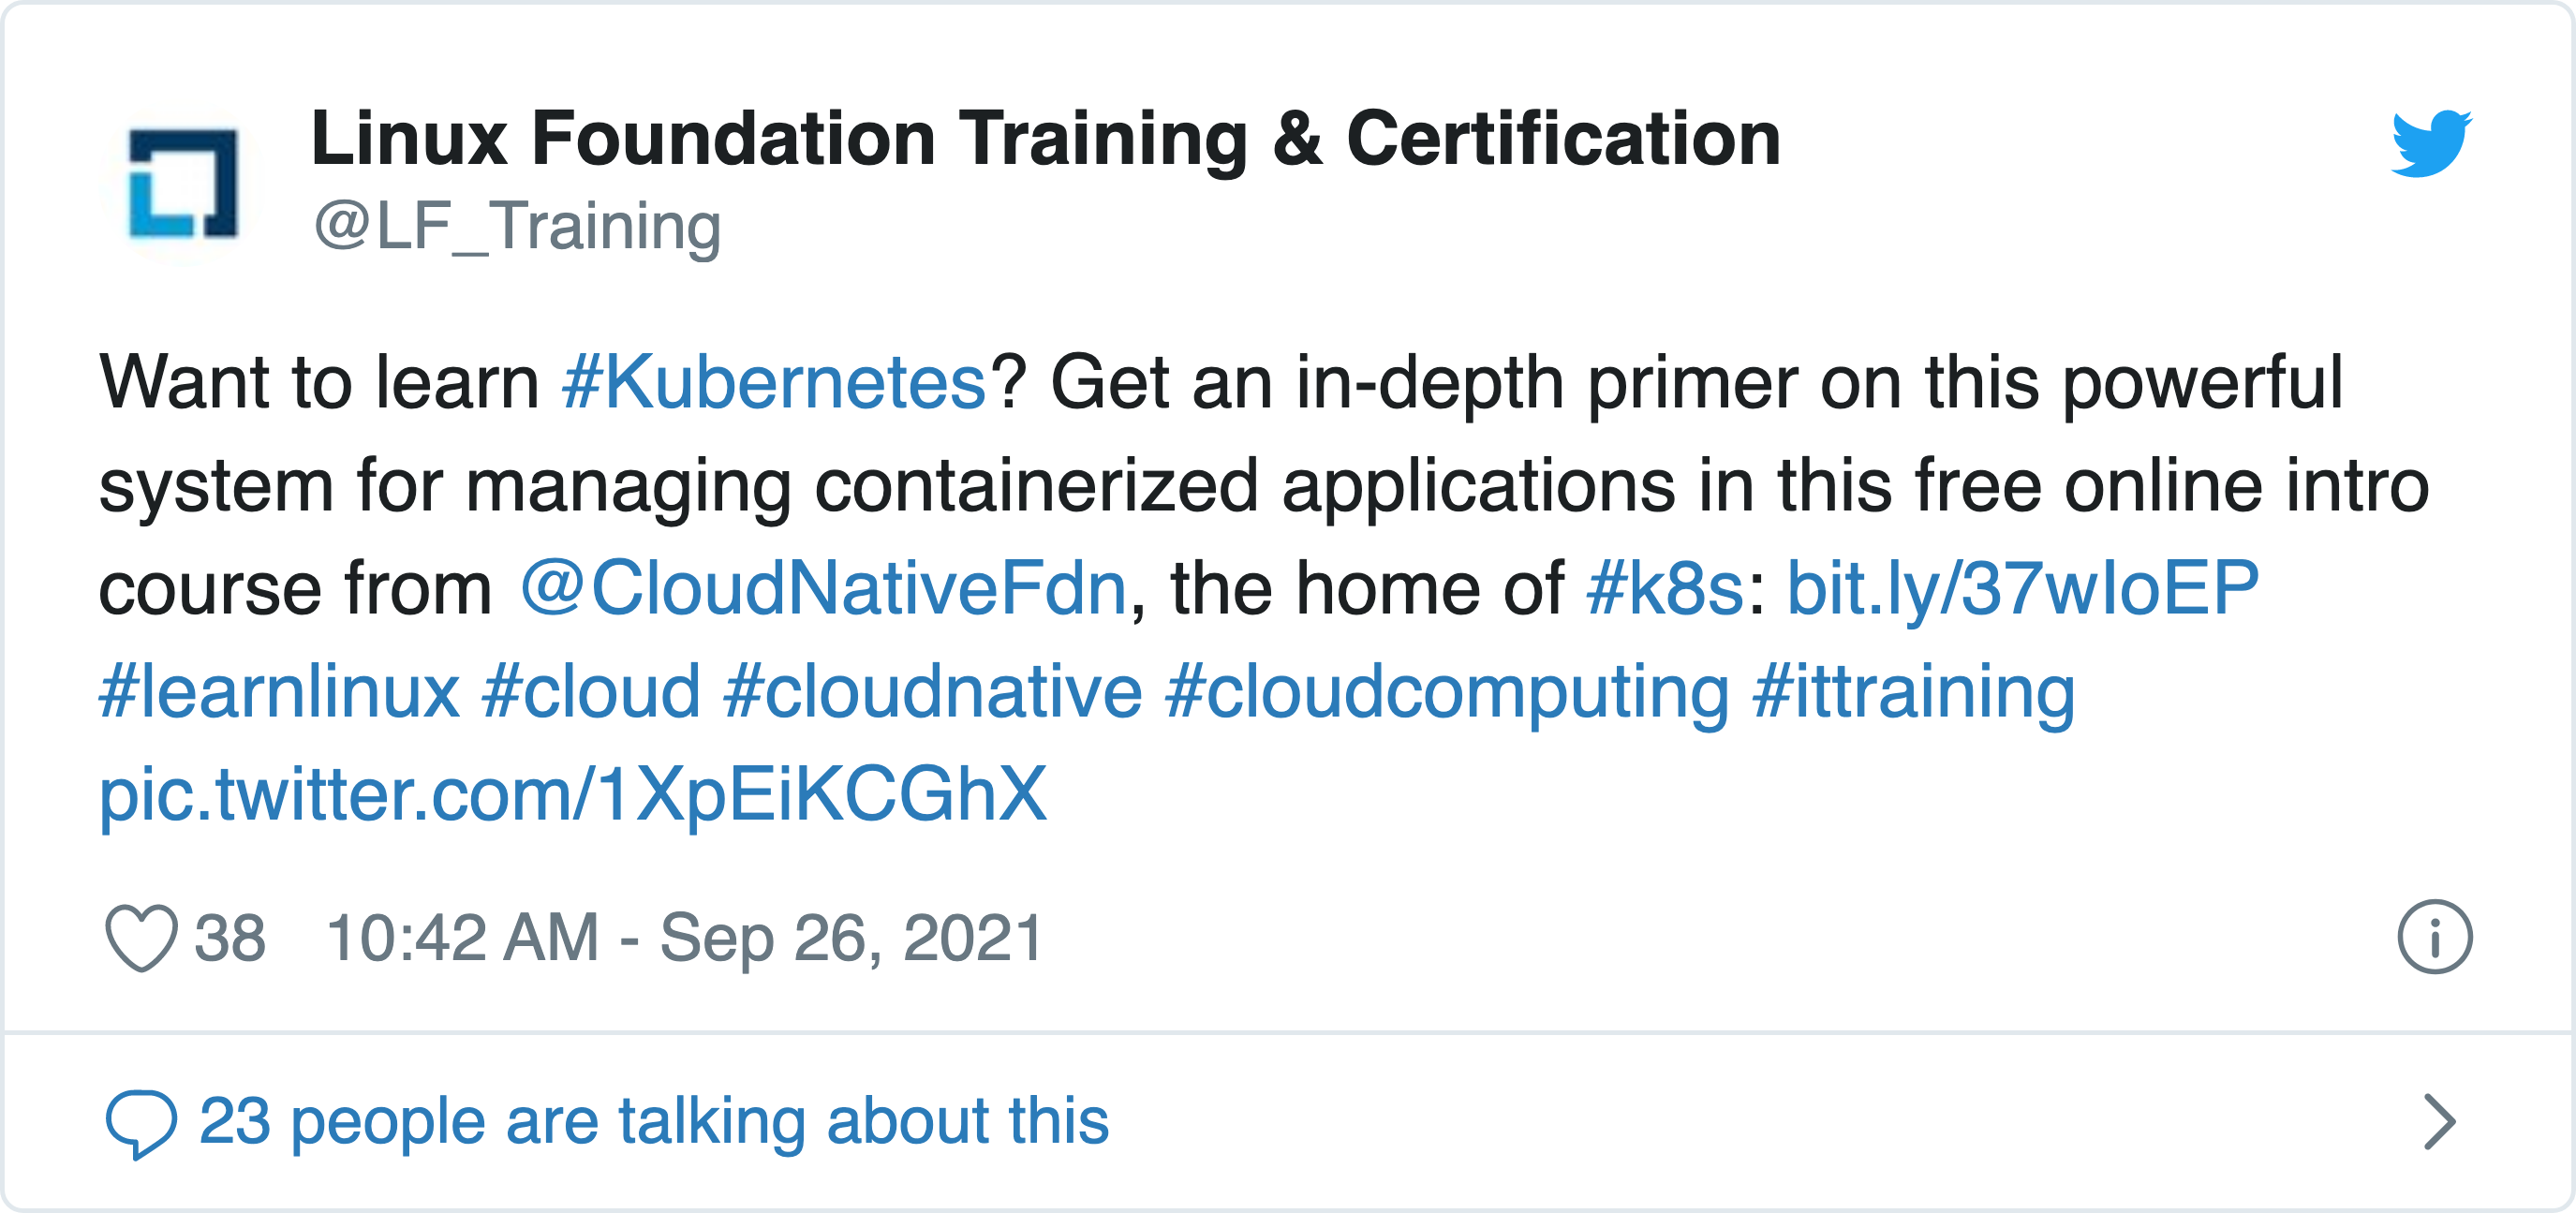 Linux Foundation Training & Certification
@LF_Training
Want to learn #Kubernetes? Get an in-depth primer on this powerful
system for managing containerized applications in this free online intro
course from @CloudNativeFdn, the home of #k8s: bit.ly/37wIoEP
#learnlinux #cloud #cloudnative #cloudcomputing #ittraining
pic.twitter.com/1XpEiKCGhX
38 10:42 AM - Sep 26, 2021
23 people are talking about this